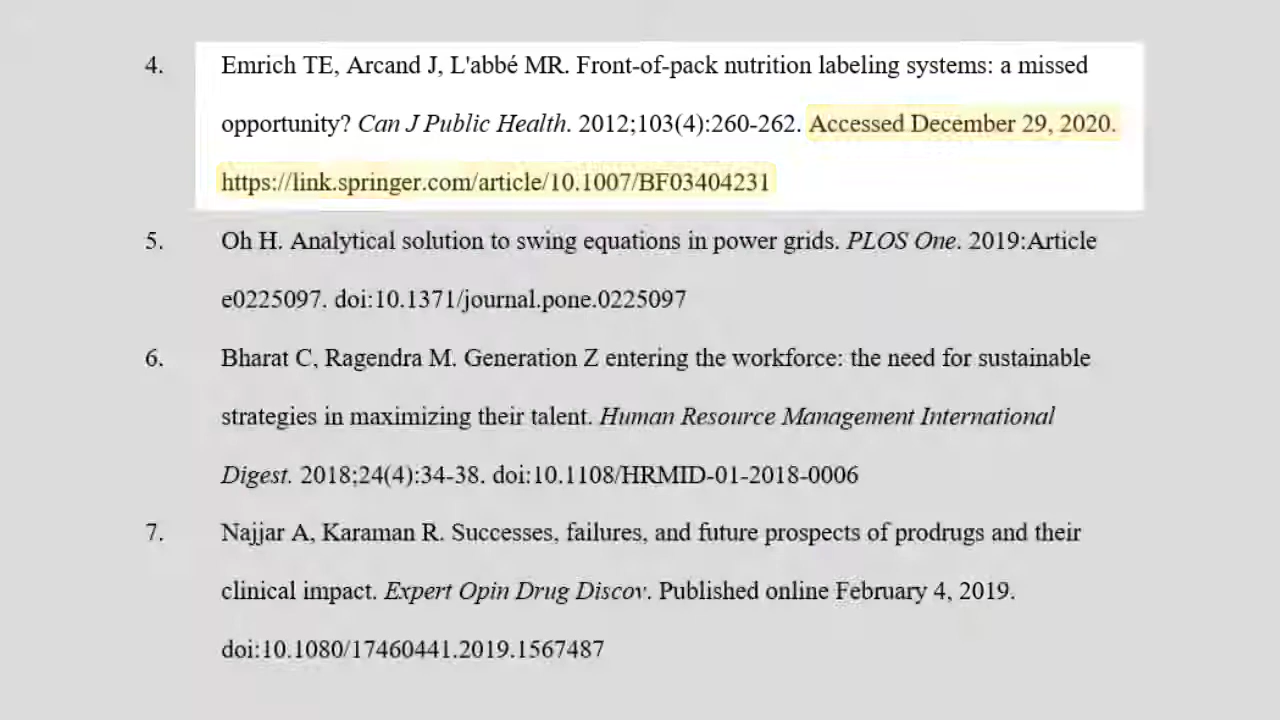 4. Emrich TE, Arcand J, L'abbé MR. Front-of-pack nutrition labeling systems: a missed
opportunity? Can J Public Health. 2012;103(4):260-262. Accessed December 29, 2020.
https://link.springer.com/article/10.1007/BF03404231
5. Oh H. Analytical solution to swing equations in power grids. PLOS One. 2019:Article
e0225097. doi:10.1371/journal.pone.0225097
6. Bharat C, Ragendra M. Generation Z entering the workforce: the need for sustainable
strategies in maximizing their talent. Human Resource Management International
Digest. 2018;24(4):34-38. doi:10.1108/HRMID-01-2018-0006
7. Najjar A, Karaman R. Successes, failures, and future prospects of prodrugs and their
clinical impact. Expert Opin Drug Discov. Published online February 4, 2019.
doi:10.1080/17460441.2019.1567487